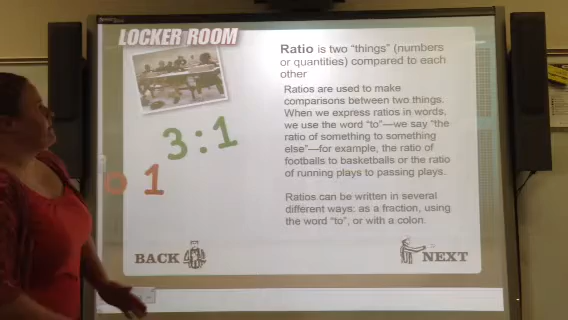 LOCKER ROOM
Ratio is two "things" (numbers
or quantities) compared to each
other
Ratios are used to make
comparisons between two things.
When we express ratios in words,
we use the word "to"—we say "the
ratio of something to something
else"—for example, the ratio of
footballs to basketballs or the ratio
of running plays to passing plays.
Ratios can be written in several
different ways: as a fraction, using
the word "to", or with a colon.
3:1
o 1
BACK
NEXT